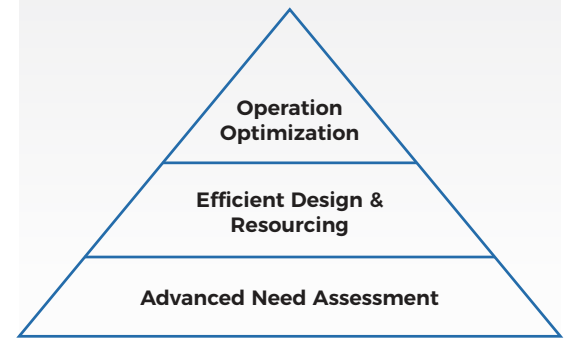 Operation
Optimization
Efficient Design &
Resourcing
Advanced Need Assessment